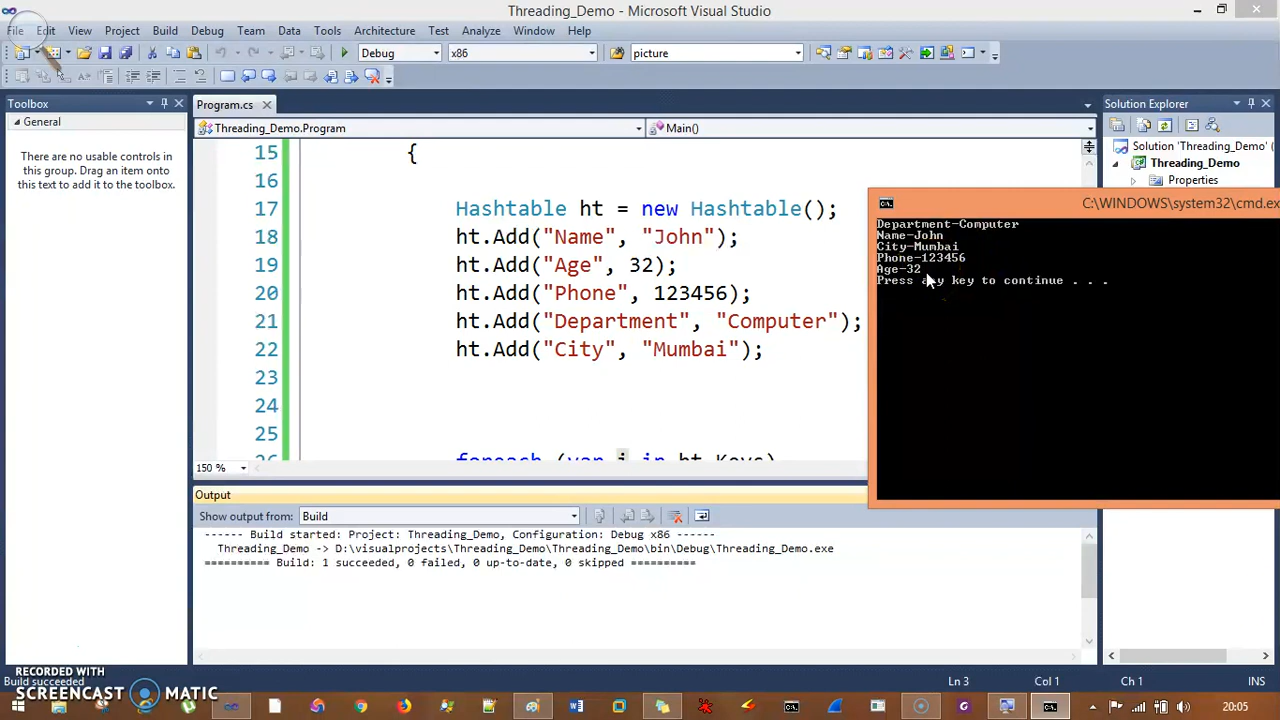 Threading_Demo - Microsoft Visual Studio
File Edit View Project Build Debug Team Data Tools Architecture Test Analyze Window Help
Debug x86 picture
Toolbox
Program.cs
Solution Explorer
General
There are no usable controls in
this group. Drag an item onto
this text to add it to the toolbox.
Threading_Demo.Program
Main()
Solution 'Threading_Demo' (
Threading_Demo
Properties
15 {
16
17 Hashtable ht = new Hashtable();
18 ht.Add("Name", "John");
19 ht.Add("Age", 32);
20 ht.Add("Phone", 123456);
21 ht.Add("Department", "Computer");
22 ht.Add("City", "Mumbai");
23
24
25
26 foreach (var i in ht.Keys)
150 %
C:\WINDOWS\system32\cmd.ex
Department-Computer
Name-John
City-Mumbai
Phone-123456
Age-32
Press any key to continue . . .
Output
Show output from: Build
------ Build started: Project: Threading_Demo, Configuration: Debug x86 ------
Threading_Demo -> D:\visualprojects\Threading_Demo\Threading_Demo\bin\Debug\Threading_Demo.exe
========== Build: 1 succeeded, 0 failed, 0 up-to-date, 0 skipped ==========
RECORDED WITH
SCREENCAST MATIC
Build succeeded
Ln 3 Col 1 Ch 1 INS
20:05